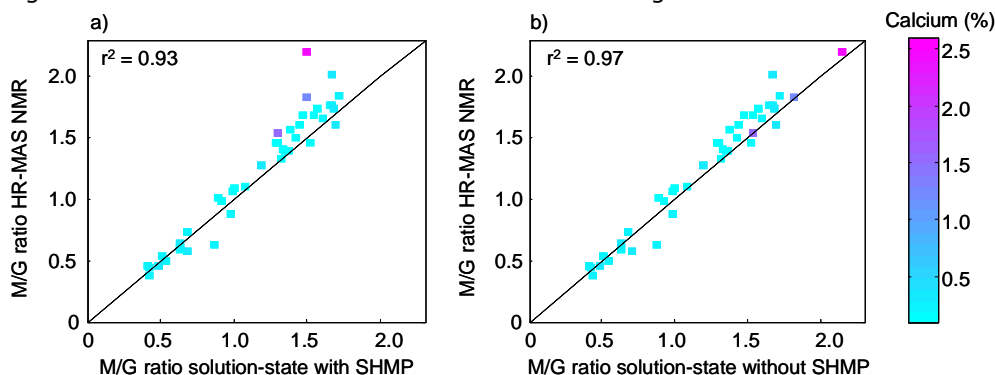 a)
r² = 0.93
M/G ratio HR-MAS NMR
2.0
1.5
1.0
0.5
0
0
0.5
1.0
1.5
2.0
M/G ratio solution-state with SHMP
b)
r² = 0.97
M/G ratio HR-MAS NMR
2.0
1.5
1.0
0.5
0
0
0.5
1.0
1.5
2.0
M/G ratio solution-state without SHMP
Calcium (%)
2.5
2.0
1.5
1.0
0.5